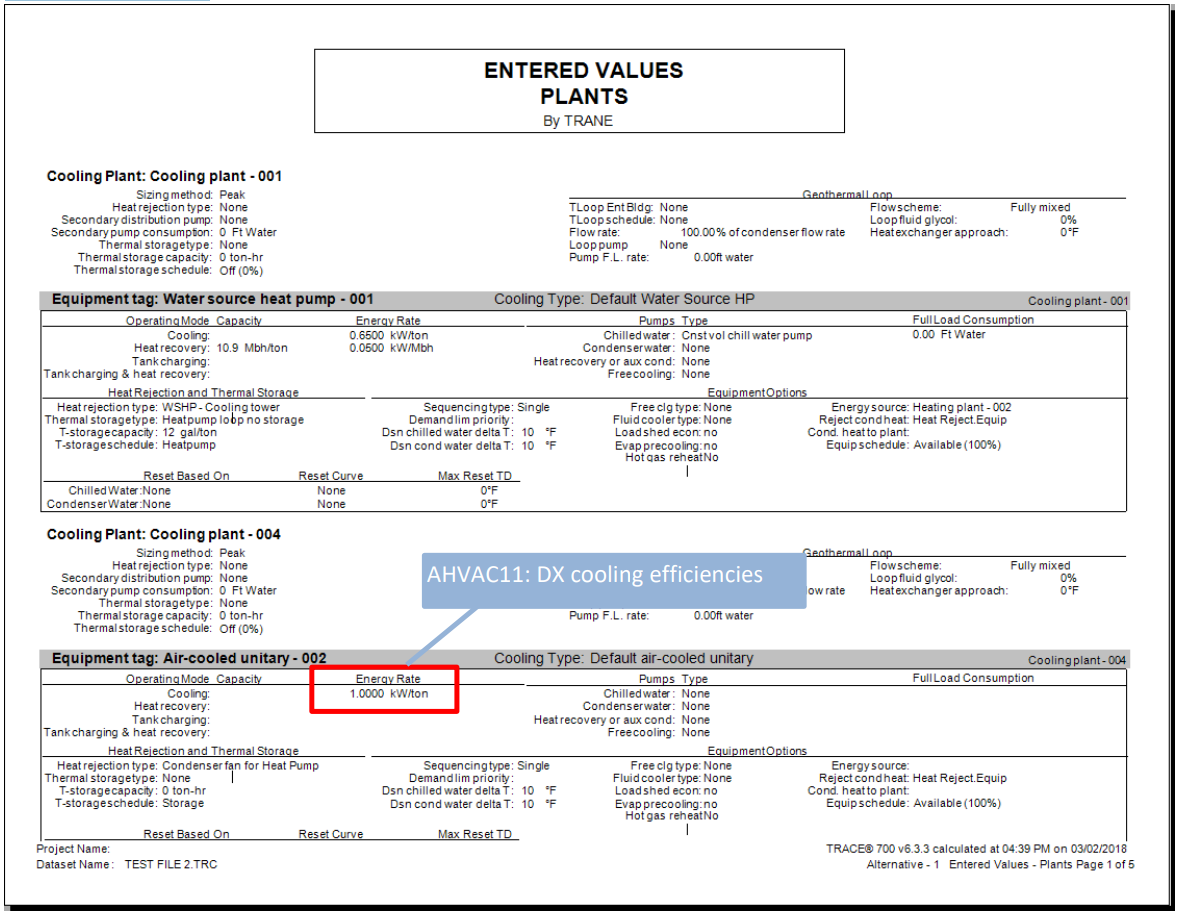 ENTERED VALUES
PLANTS
By TRANE
Cooling Plant: Cooling plant - 001
Sizing method: Peak
Heat rejection type: None
Secondary distribution pump: None
Secondary pump consumption: 0 Ft Water
Thermal storage type: None
Thermal storage capacity: 0 ton-hr
Thermal storage schedule: Off (0%)
Geothermal Loop
TLoop Ent Bldg: None Flow scheme: Fully mixed
TLoop schedule: None Loop fluid glycol: 0%
Flow rate: 100.00% of condenser flow rate Heat exchanger approach: 0°F
Loop pump None
Pump F.L. rate: 0.00ft water
Equipment tag: Water source heat pump - 001 Cooling Type: Default Water Source HP Cooling plant - 001
Operating Mode Capacity Energy Rate Pumps Type Full Load Consumption
Cooling: 0.6500 kW/ton Chilled water: Cnst vol chill water pump 0.00 Ft Water
Heat recovery: 10.9 Mbh/ton 0.0500 kW/Mbh Condenser water: None
Tank charging: Heat recovery or aux cond: None
Tank charging & heat recovery: Free cooling: None
Heat Rejection and Thermal Storage Equipment Options
Heat rejection type: WSHP - Cooling tower Sequencing type: Single Free clg type: None Energy source: Heating plant - 002
Thermal storage type: Heatpump loop no storage Demand lim priority: Fluid cooler type: None Reject cond heat: Heat Reject.Equip
T-storage capacity: 12 gal/ton Dsn chilled water delta T: 10 °F Load shed econ: no Cond. heat to plant:
T-storage schedule: Heatpump Dsn cond water delta T: 10 °F Evap precooling: no Equip schedule: Available (100%)
Hot gas reheat No
Reset Based On Reset Curve Max Reset TD
Chilled Water: None None 0°F
Condenser Water: None None 0°F
Cooling Plant: Cooling plant - 004
Sizing method: Peak
Heat rejection type: None
Secondary distribution pump: None
Secondary pump consumption: 0 Ft Water
Thermal storage type: None
Thermal storage capacity: 0 ton-hr
Thermal storage schedule: Off (0%)
AHVAC11: DX cooling efficiencies
Geothermal Loop
Flow scheme: Fully mixed
Loop fluid glycol: 0%
ow rate Heat exchanger approach: 0°F
Pump F.L. rate: 0.00ft water
Equipment tag: Air-cooled unitary - 002 Cooling Type: Default air-cooled unitary Cooling plant - 004
Operating Mode Capacity Energy Rate Pumps Type Full Load Consumption
Cooling: 1.0000 kW/ton Chilled water: None
Heat recovery: Condenser water: None
Tank charging: Heat recovery or aux cond: None
Tank charging & heat recovery: Free cooling: None
Heat Rejection and Thermal Storage Equipment Options
Heat rejection type: Condenser fan for Heat Pump Sequencing type: Single Free clg type: None Energy source:
Thermal storage type: None Demand lim priority: Fluid cooler type: None Reject cond heat: Heat Reject.Equip
T-storage capacity: 0 ton-hr Dsn chilled water delta T: 10 °F Load shed econ: no Cond. heat to plant:
T-storage schedule: Storage Dsn cond water delta T: 10 °F Evap precooling: no Equip schedule: Available (100%)
Hot gas reheat No
Reset Based On Reset Curve Max Reset TD
Project Name: TRACE® 700 v6.3.3 calculated at 04:39 PM on 03/02/2018
Dataset Name: TEST FILE 2.TRC Alternative - 1 Entered Values - Plants Page 1 of 5